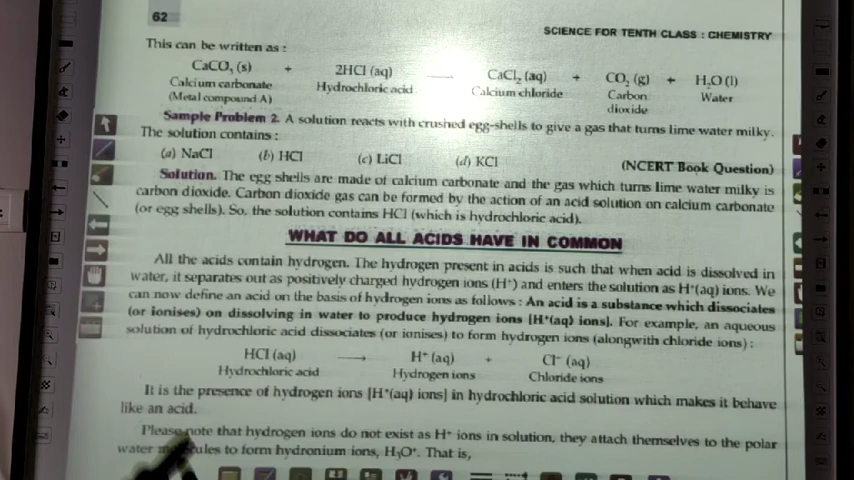 62
SCIENCE FOR TENTH CLASS : CHEMISTRY
This can be written as :
CaCO₃ (s) + 2HCl (aq) ⟶ CaCl₂ (aq) + CO₂ (g) + H₂O (l)
Calcium carbonate Hydrochloric acid Calcium chloride Carbon Water
(Metal compound A) dioxide
Sample Problem 2. A solution reacts with crushed egg-shells to give a gas that turns lime water milky.
The solution contains :
(a) NaCl (b) HCl (c) LiCl (d) KCl
(NCERT Book Question)
Solution. The egg shells are made of calcium carbonate and the gas which turns lime water milky is
carbon dioxide. Carbon dioxide gas can be formed by the action of an acid solution on calcium carbonate
(or egg shells). So, the solution contains HCl (which is hydrochloric acid).
WHAT DO ALL ACIDS HAVE IN COMMON
All the acids contain hydrogen. The hydrogen present in acids is such that when acid is dissolved in
water, it separates out as positively charged hydrogen ions (H⁺) and enters the solution as H⁺(aq) ions. We
can now define an acid on the basis of hydrogen ions as follows : An acid is a substance which dissociates
(or ionises) on dissolving in water to produce hydrogen ions [H⁺(aq) ions]. For example, an aqueous
solution of hydrochloric acid dissociates (or ionises) to form hydrogen ions (alongwith chloride ions) :
HCl (aq) ⟶ H⁺ (aq) + Cl⁻ (aq)
Hydrochloric acid Hydrogen ions Chloride ions
It is the presence of hydrogen ions [H⁺(aq) ions] in hydrochloric acid solution which makes it behave
like an acid.
Please note that hydrogen ions do not exist as H⁺ ions in solution, they attach themselves to the polar
water to form hydronium ions, H₃O⁺. That is,